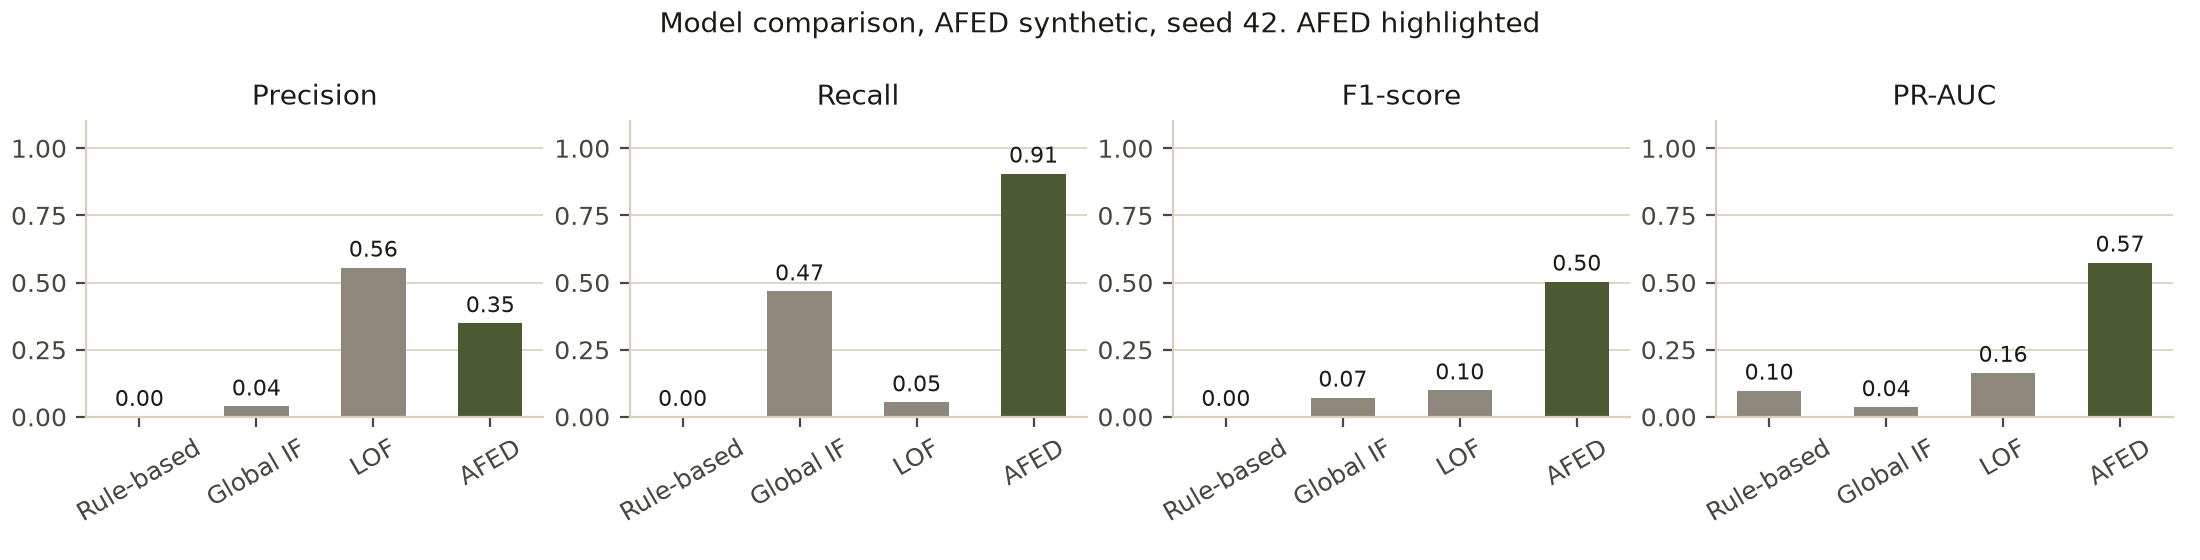 Model comparison, AFED synthetic, seed 42. AFED highlighted
Precision
1.00
0.75
0.50
0.25
0.00
0.00
0.04
0.56
0.35
Rule-based
Global IF
LOF
AFED
Recall
1.00
0.75
0.50
0.25
0.00
0.00
0.47
0.05
0.91
Rule-based
Global IF
LOF
AFED
F1-score
1.00
0.75
0.50
0.25
0.00
0.00
0.07
0.10
0.50
Rule-based
Global IF
LOF
AFED
PR-AUC
1.00
0.75
0.50
0.25
0.00
0.10
0.04
0.16
0.57
Rule-based
Global IF
LOF
AFED